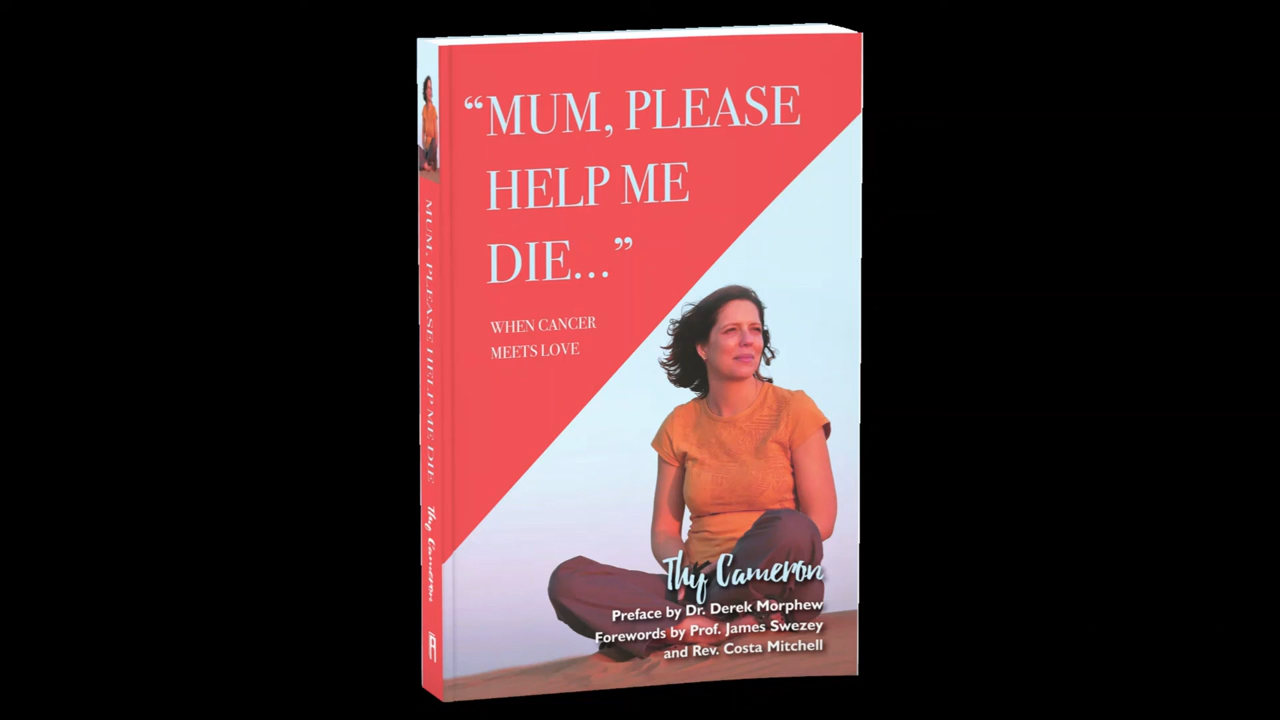 “MUM, PLEASE
HELP ME
DIE...”
WHEN CANCER
MEETS LOVE
Thy Cameron
Preface by Dr. Derek Morphew
Forewords by Prof. James Swezey
and Rev. Costa Mitchell
MUM, PLEASE HELP ME DIE Thy Cameron